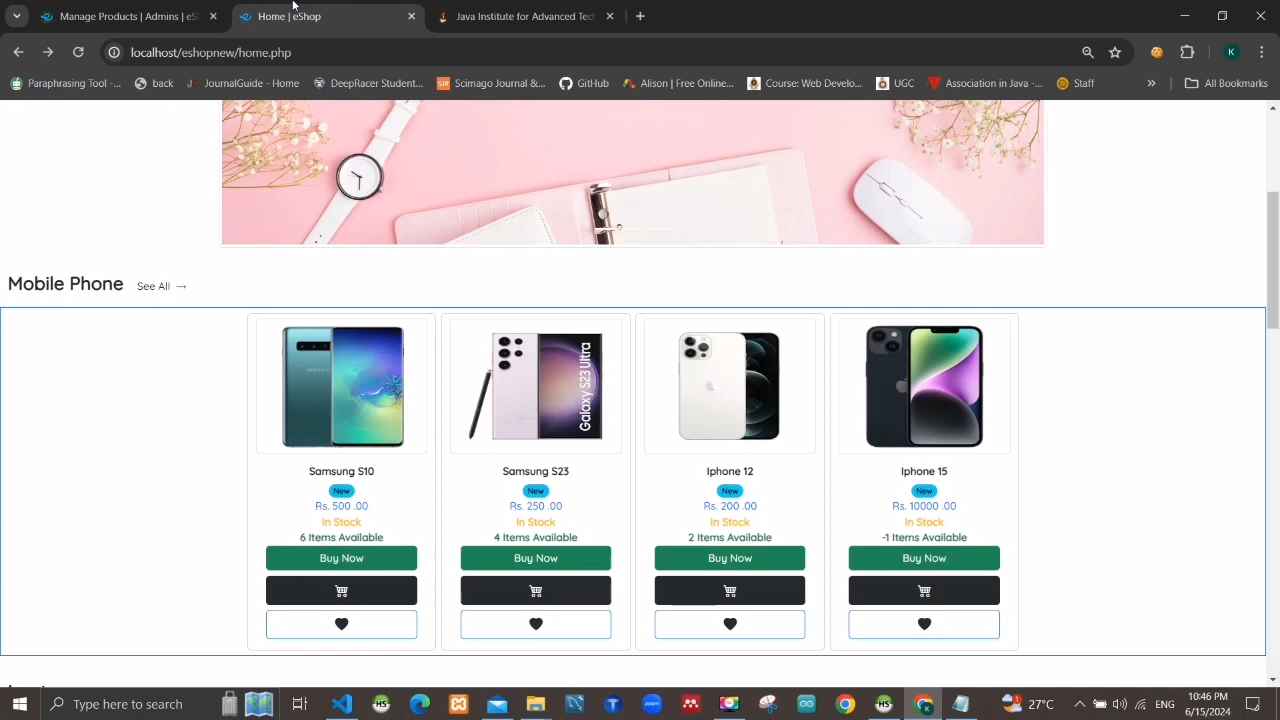 Manage Products | Admins | eS
Home | eShop
Java Institute for Advanced Tech
localhost/eshopnew/home.php
K
Paraphrasing Tool -...
back
JournalGuide - Home
DeepRacer Student...
SJR
Scimago Journal &...
GitHub
Alison | Free Online...
Course: Web Develo...
UGC
Association in Java -...
Staff
All Bookmarks
Mobile Phone See All →
Galaxy S23 Ultra
Samsung S10
New
Rs. 500 .00
In Stock
6 Items Available
Buy Now
Samsung S23
New
Rs. 250 .00
In Stock
4 Items Available
Buy Now
Iphone 12
New
Rs. 200 .00
In Stock
2 Items Available
Buy Now
Iphone 15
New
Rs. 10000 .00
In Stock
-1 Items Available
Buy Now
Type here to search
HS
zoom
HS
27°C
ENG
10:46 PM
6/15/2024